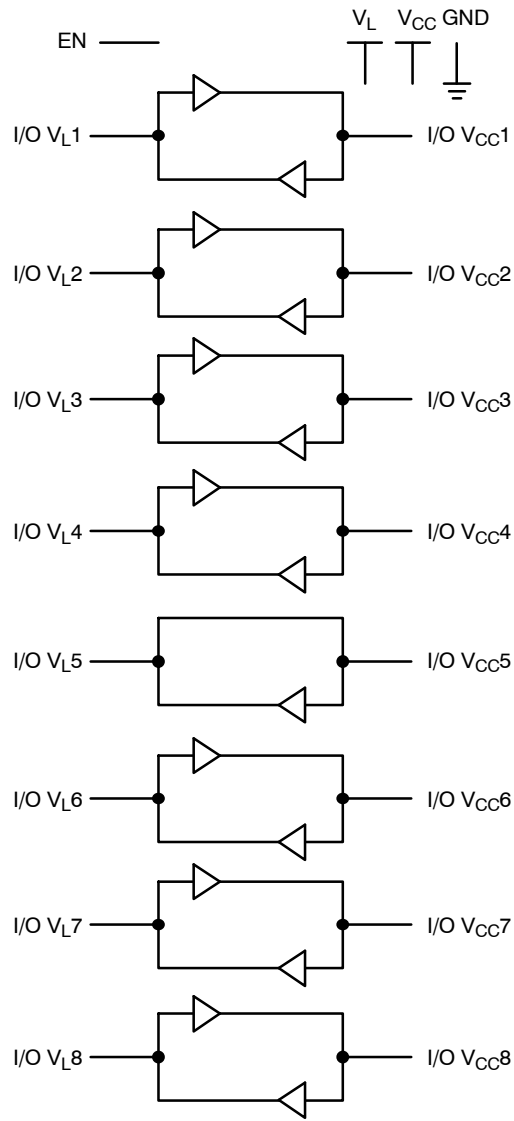 V_L V_CC GND
EN
I/O V_L1 I/O V_CC1
I/O V_L2 I/O V_CC2
I/O V_L3 I/O V_CC3
I/O V_L4 I/O V_CC4
I/O V_L5 I/O V_CC5
I/O V_L6 I/O V_CC6
I/O V_L7 I/O V_CC7
I/O V_L8 I/O V_CC8